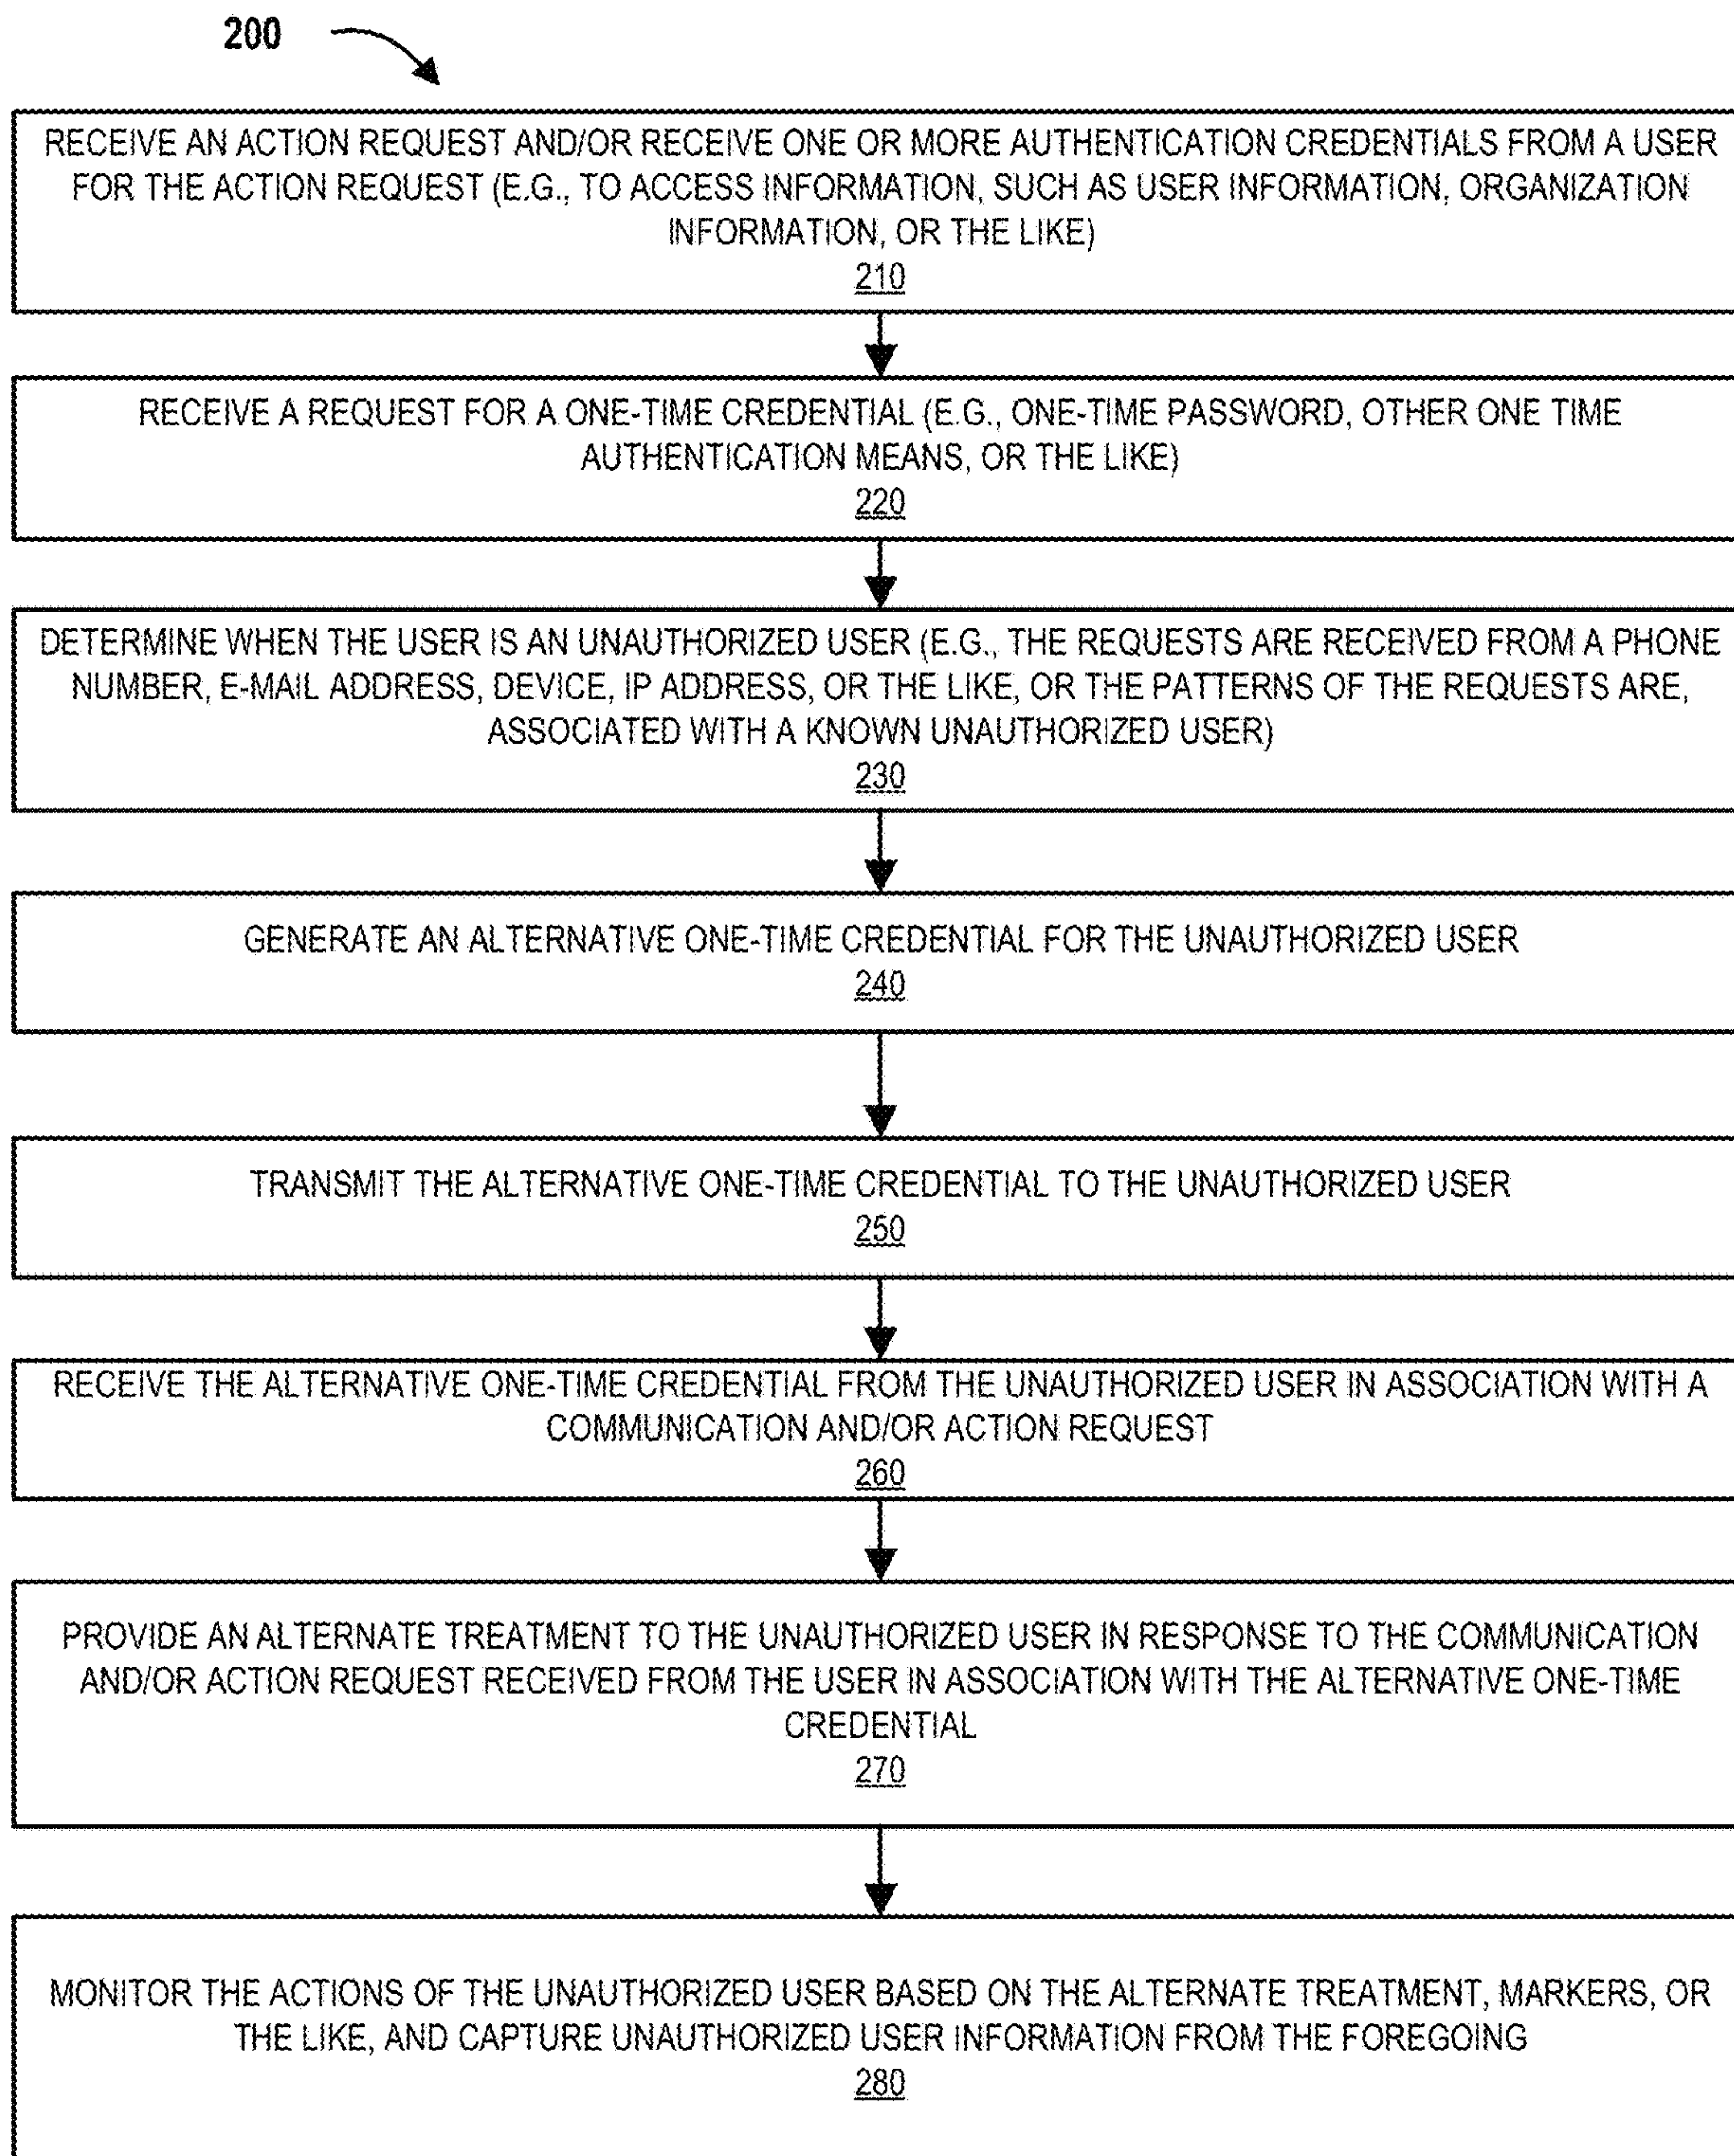 200
RECEIVE AN ACTION REQUEST AND/OR RECEIVE ONE OR MORE AUTHENTICATION CREDENTIALS FROM A USER
FOR THE ACTION REQUEST (E.G., TO ACCESS INFORMATION, SUCH AS USER INFORMATION, ORGANIZATION
INFORMATION, OR THE LIKE)
210
RECEIVE A REQUEST FOR A ONE-TIME CREDENTIAL (E.G., ONE-TIME PASSWORD, OTHER ONE TIME
AUTHENTICATION MEANS, OR THE LIKE)
220
DETERMINE WHEN THE USER IS AN UNAUTHORIZED USER (E.G., THE REQUESTS ARE RECEIVED FROM A PHONE
NUMBER, E-MAIL ADDRESS, DEVICE, IP ADDRESS, OR THE LIKE, OR THE PATTERNS OF THE REQUESTS ARE,
ASSOCIATED WITH A KNOWN UNAUTHORIZED USER)
230
GENERATE AN ALTERNATIVE ONE-TIME CREDENTIAL FOR THE UNAUTHORIZED USER
240
TRANSMIT THE ALTERNATIVE ONE-TIME CREDENTIAL TO THE UNAUTHORIZED USER
250
RECEIVE THE ALTERNATIVE ONE-TIME CREDENTIAL FROM THE UNAUTHORIZED USER IN ASSOCIATION WITH A
COMMUNICATION AND/OR ACTION REQUEST
260
PROVIDE AN ALTERNATE TREATMENT TO THE UNAUTHORIZED USER IN RESPONSE TO THE COMMUNICATION
AND/OR ACTION REQUEST RECEIVED FROM THE USER IN ASSOCIATION WITH THE ALTERNATIVE ONE-TIME
CREDENTIAL
270
MONITOR THE ACTIONS OF THE UNAUTHORIZED USER BASED ON THE ALTERNATE TREATMENT, MARKERS, OR
THE LIKE, AND CAPTURE UNAUTHORIZED USER INFORMATION FROM THE FOREGOING
280